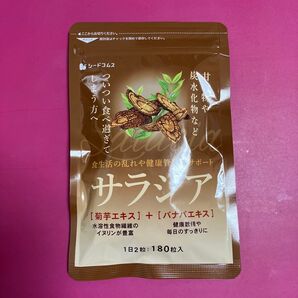 シードコムス
甘い物や
炭水化物など
ついつい食べ過ぎて
しまう方へ
食生活の乱れや健康管理をサポート
サラシア
[菊芋エキス]+[バナバエキス]
水溶性食物繊維の
イヌリンが豊富
健康維持や
毎日のすっきりに
1日2粒:180粒入